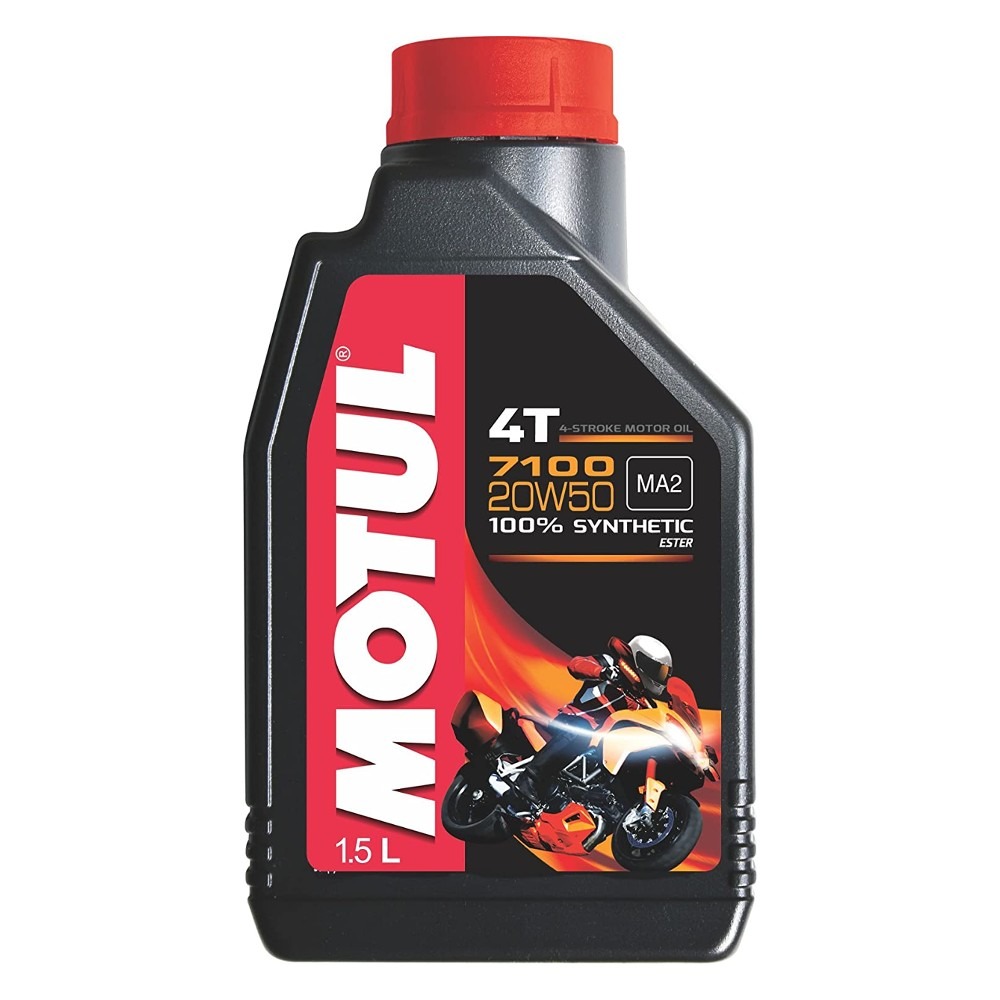 MOTUL®
4T
4-STROKE MOTOR OIL
7100
20W50
MA2
100% SYNTHETIC
ESTER
1.5 L